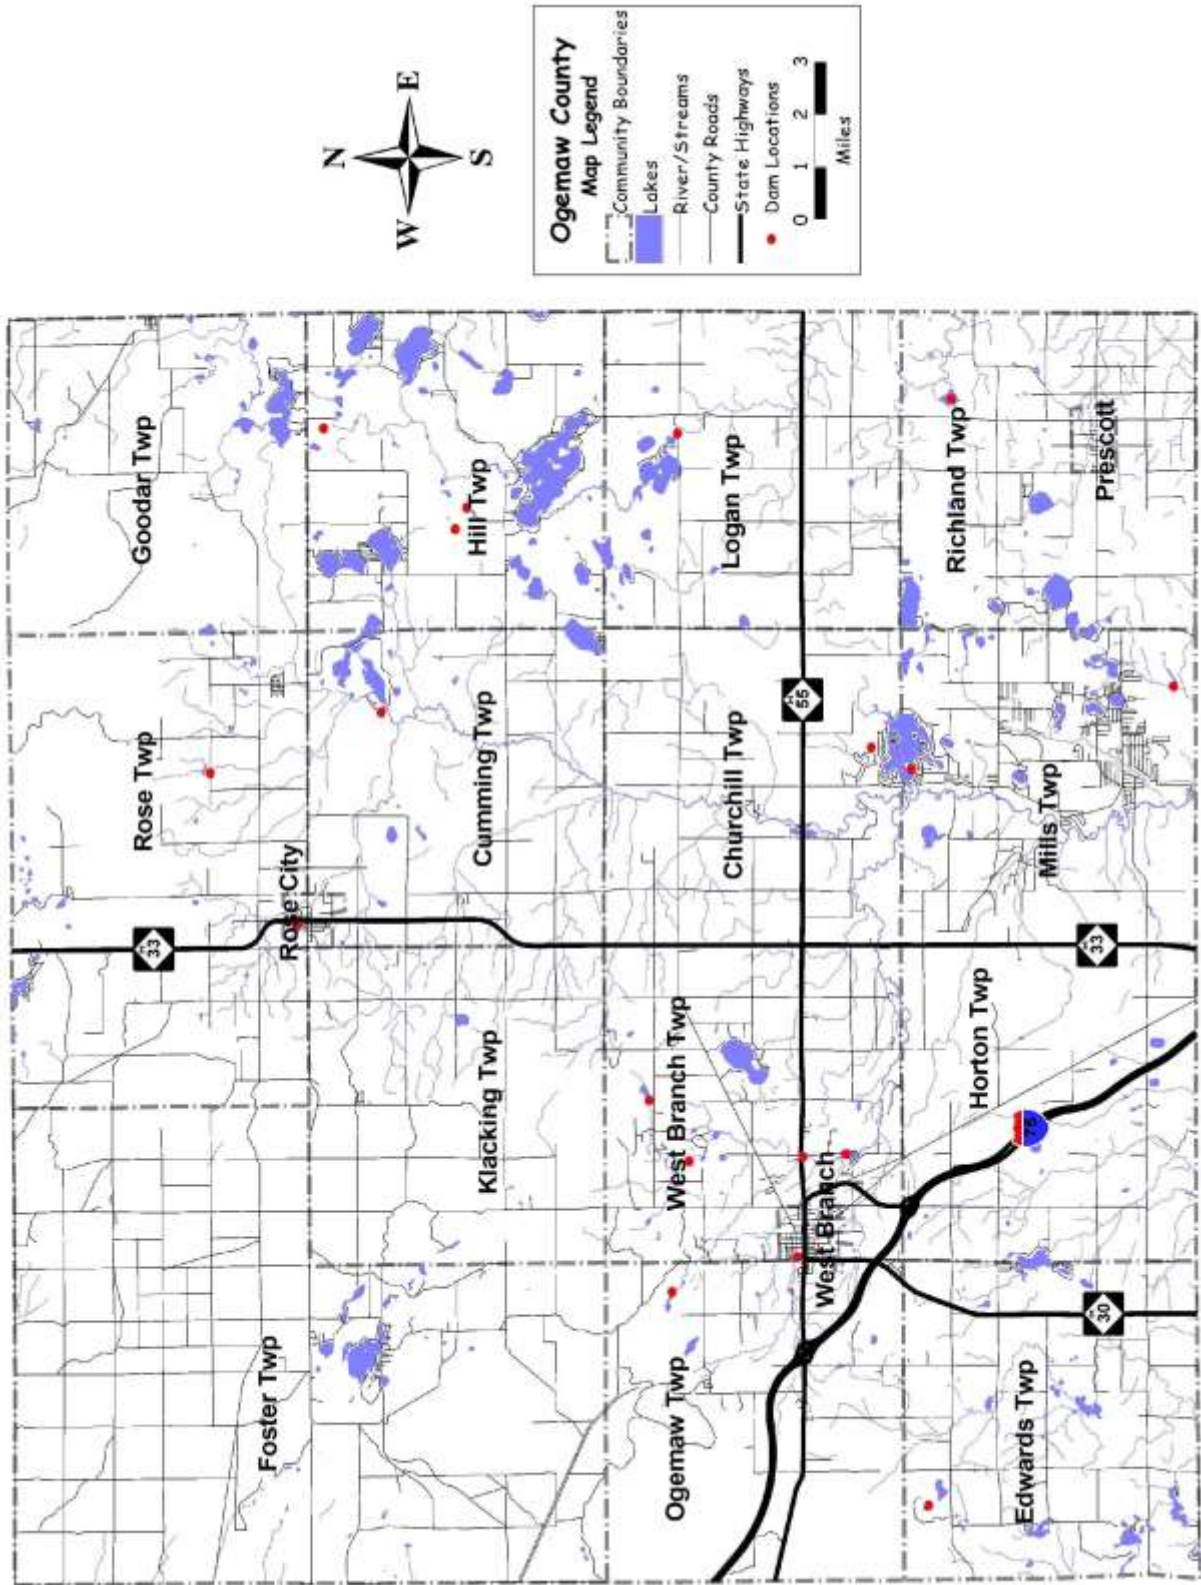 N
W
E
S
Ogemaw County
Map Legend
Community Boundaries
Lakes
River/Streams
County Roads
State Highways
Dam Locations
0 1 2 3
Miles
Foster Twp
Rose Twp
Goodar Twp
Rose City
33
Klacking Twp
Cumming Twp
Hill Twp
Ogemaw Twp
West Branch Twp
Churchill Twp
Logan Twp
55
West Branch
Edwards Twp
Horton Twp
Mills Twp
Richland Twp
75
30
33
Prescott